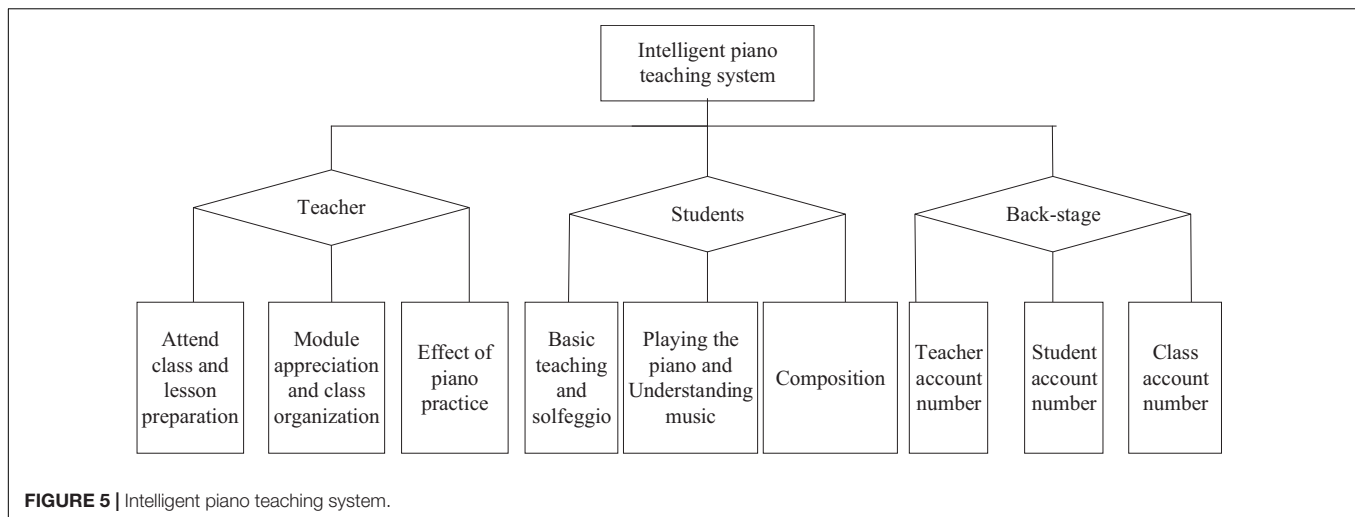 Intelligent piano
teaching system
Teacher
Students
Back-stage
Attend
class and
lesson
preparation
Module
appreciation
and class
organization
Effect of
piano
practice
Basic
teaching
and
solfeggio
Playing the
piano and
Understanding
music
Composition
Teacher
account
number
Student
account
number
Class
account
number
FIGURE 5 | Intelligent piano teaching system.